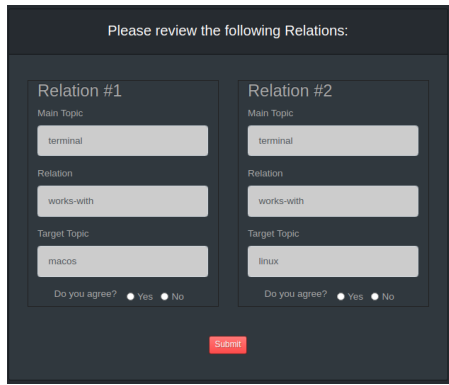 Please review the following Relations:
Relation #1
Main Topic
terminal
Relation
works-with
Target Topic
macos
Do you agree? Yes No
Relation #2
Main Topic
terminal
Relation
works-with
Target Topic
linux
Do you agree? Yes No
Submit